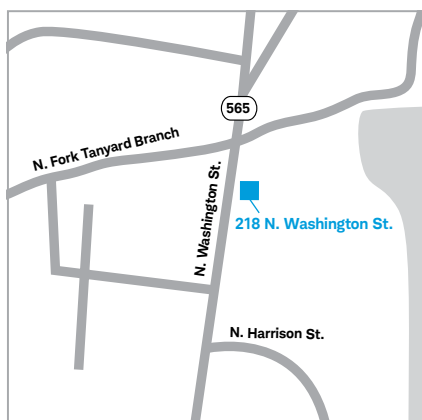 565
N. Fork Tanyard Branch
N. Washington St.
218 N. Washington St.
N. Harrison St.